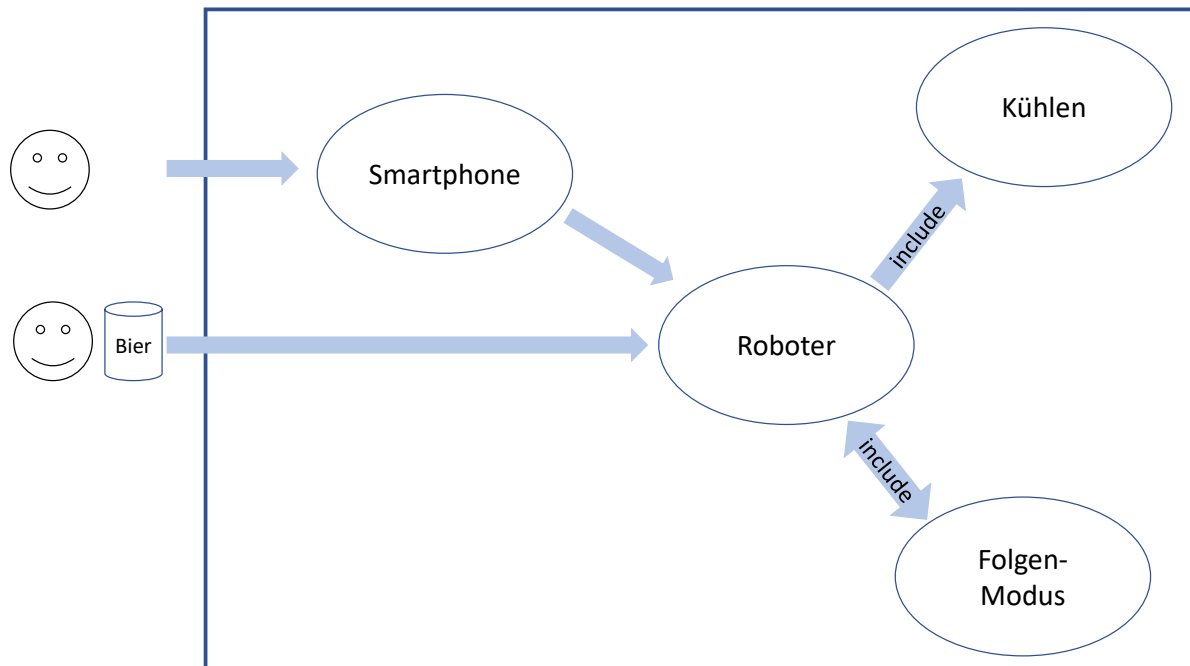 Kühlen
Smartphone
include
Bier
Roboter
include
Folgen-
Modus